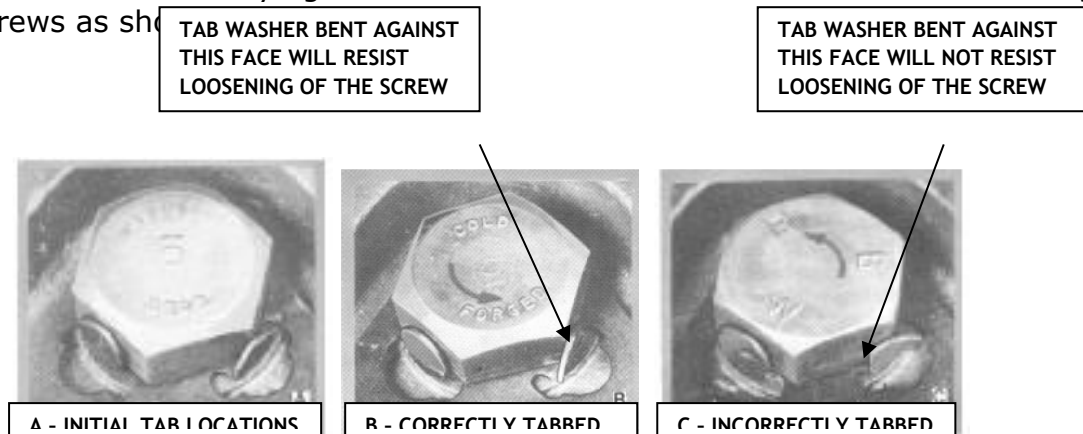 rews as sho
TAB WASHER BENT AGAINST
THIS FACE WILL RESIST
LOOSENING OF THE SCREW
TAB WASHER BENT AGAINST
THIS FACE WILL NOT RESIST
LOOSENING OF THE SCREW
COLD
FORGED
B
A – INITIAL TAB LOCATIONS
B – CORRECTLY TABBED
C – INCORRECTLY TABBED